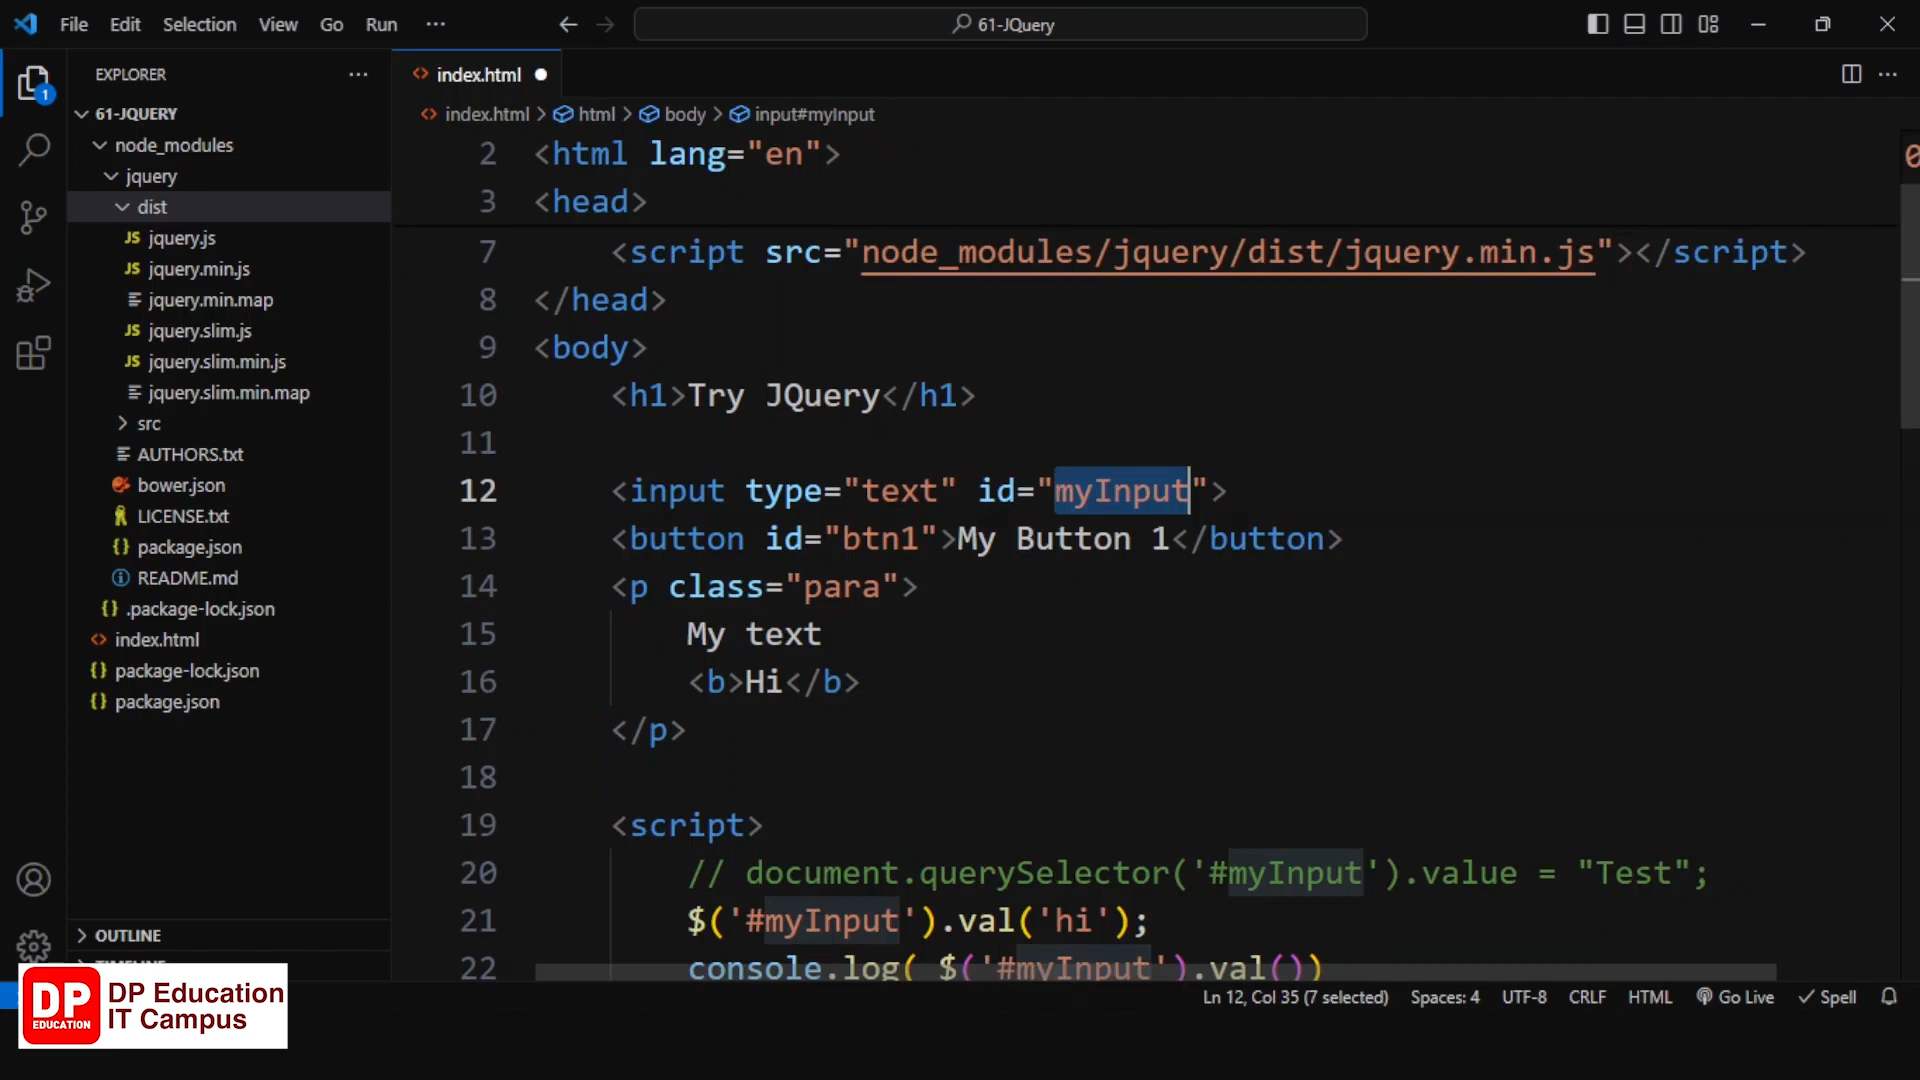 File Edit Selection View Go Run ··· 61-JQuery
EXPLORER ···
61-JQUERY
node_modules
jquery
dist
JS jquery.js
JS jquery.min.js
jquery.min.map
JS jquery.slim.js
JS jquery.slim.min.js
jquery.slim.min.map
src
AUTHORS.txt
bower.json
LICENSE.txt
{} package.json
README.md
{} .package-lock.json
<> index.html
{} package-lock.json
{} package.json
OUTLINE
TIMELINE
1
<> index.html
<> index.html > html > body > input#myInput
2 <html lang="en">
3 <head>
7 <script src="node_modules/jquery/dist/jquery.min.js"></script>
8 </head>
9 <body>
10 <h1>Try JQuery</h1>
11
12 <input type="text" id="myInput">
13 <button id="btn1">My Button 1</button>
14 <p class="para">
15 My text
16 <b>Hi</b>
17 </p>
18
19 <script>
20 // document.querySelector('#myInput').value = "Test";
21 $('#myInput').val('hi');
22 console.log( $('#myInput').val())
Ln 12, Col 35 (7 selected) Spaces: 4 UTF-8 CRLF HTML Go Live Spell
DP EDUCATION
DP Education
IT Campus